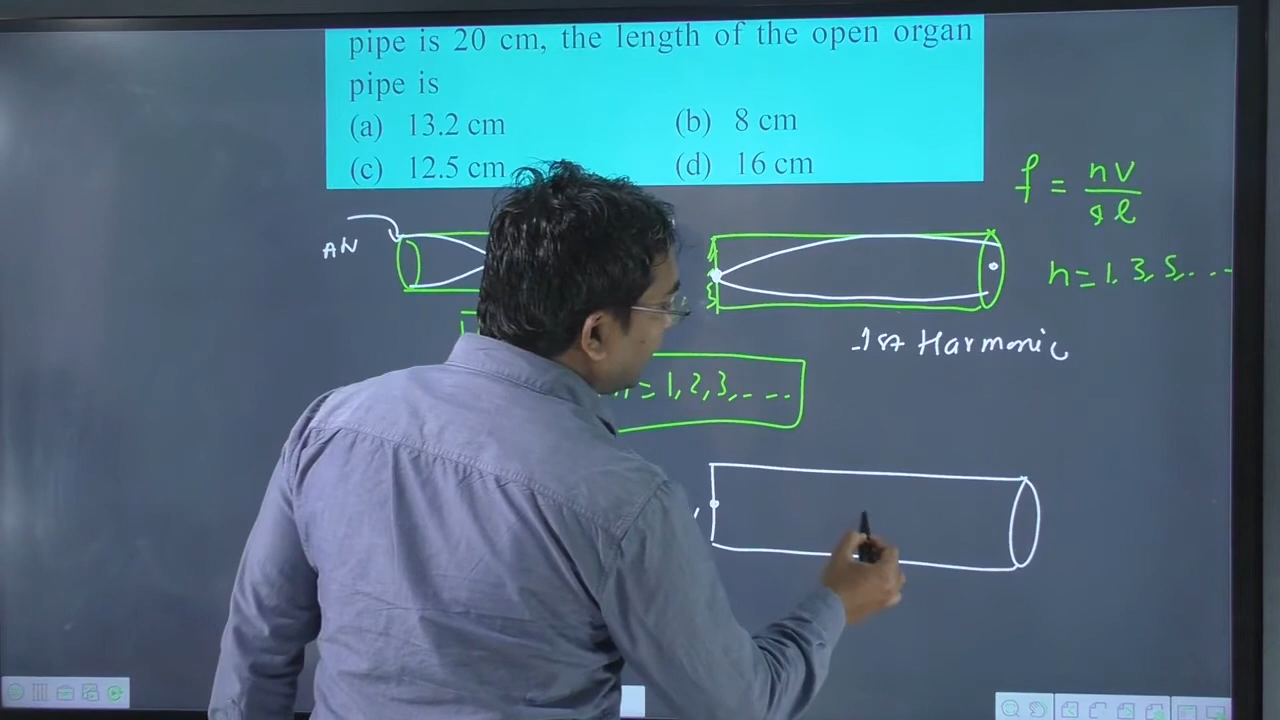 pipe is 20 cm, the length of the open organ
pipe is
(a) 13.2 cm (b) 8 cm
(c) 12.5 cm (d) 16 cm
f = nv
9 l
n = 1, 3, 5, ...
AN
1st Harmonic
= 1, 2, 3, ....